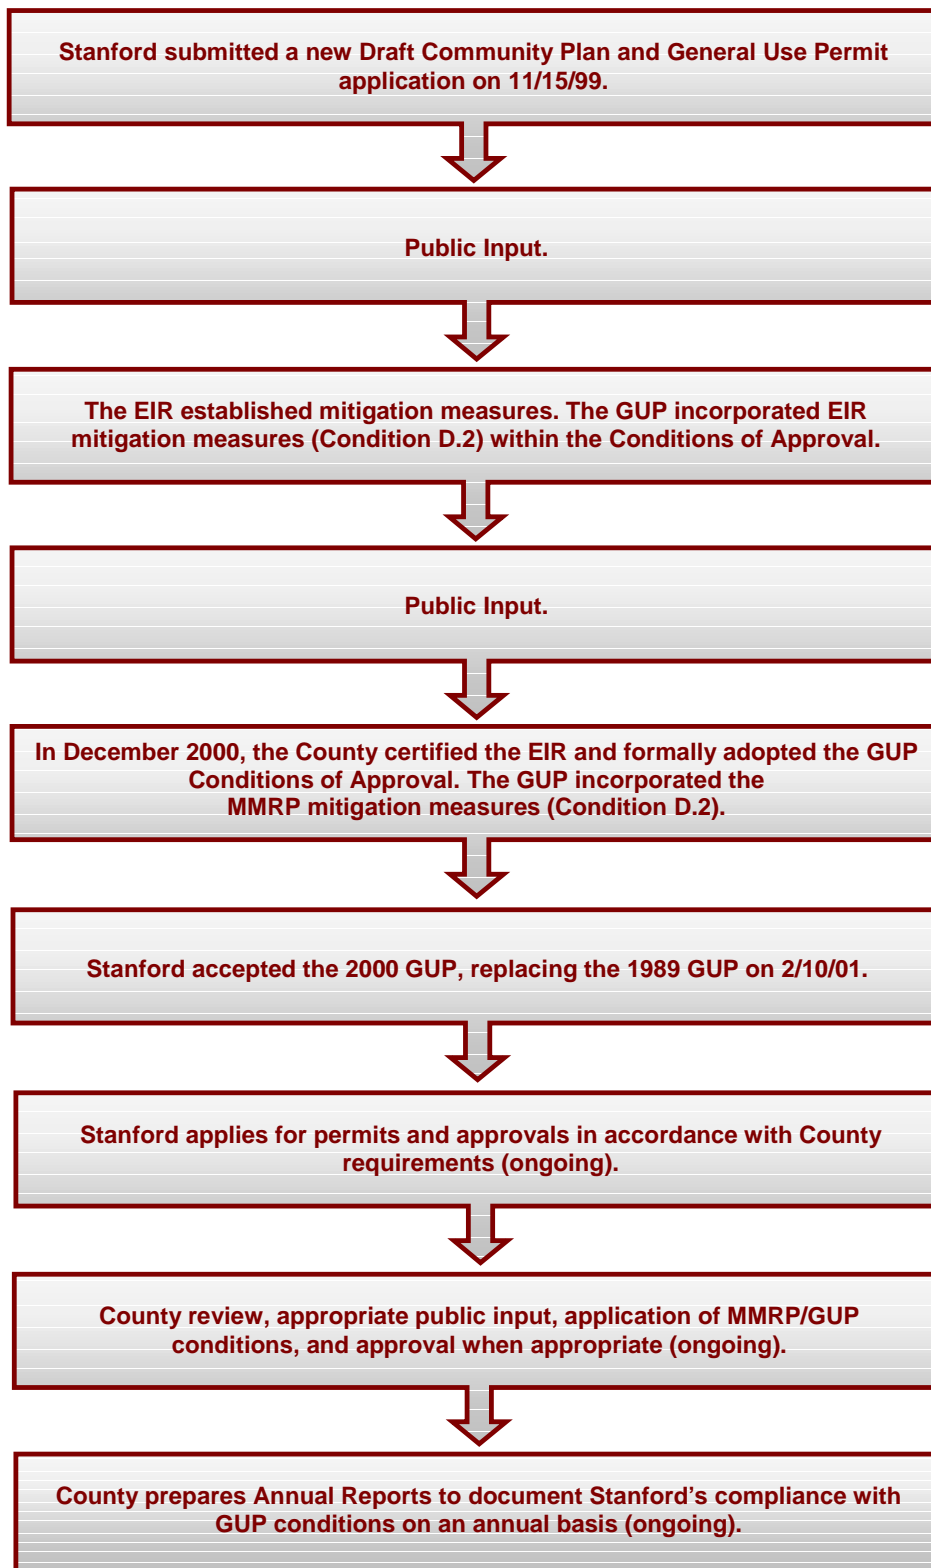 Stanford submitted a new Draft Community Plan and General Use Permit
application on 11/15/99.
Public Input.
The EIR established mitigation measures. The GUP incorporated EIR
mitigation measures (Condition D.2) within the Conditions of Approval.
Public Input.
In December 2000, the County certified the EIR and formally adopted the GUP
Conditions of Approval. The GUP incorporated the
MMRP mitigation measures (Condition D.2).
Stanford accepted the 2000 GUP, replacing the 1989 GUP on 2/10/01.
Stanford applies for permits and approvals in accordance with County
requirements (ongoing).
County review, appropriate public input, application of MMRP/GUP
conditions, and approval when appropriate (ongoing).
County prepares Annual Reports to document Stanford’s compliance with
GUP conditions on an annual basis (ongoing).